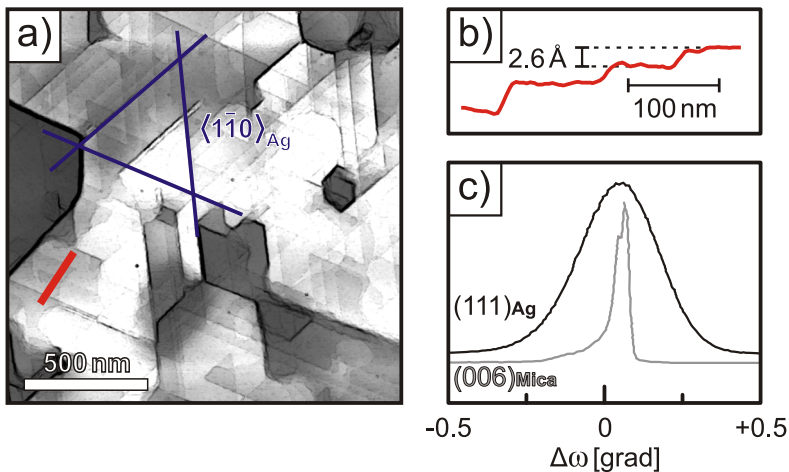 a)
⟨11̄0⟩Ag
500 nm
b)
2.6 Å
100 nm
c)
(111)Ag
(006)Mica
-0.5 0 +0.5
Δω [grad]